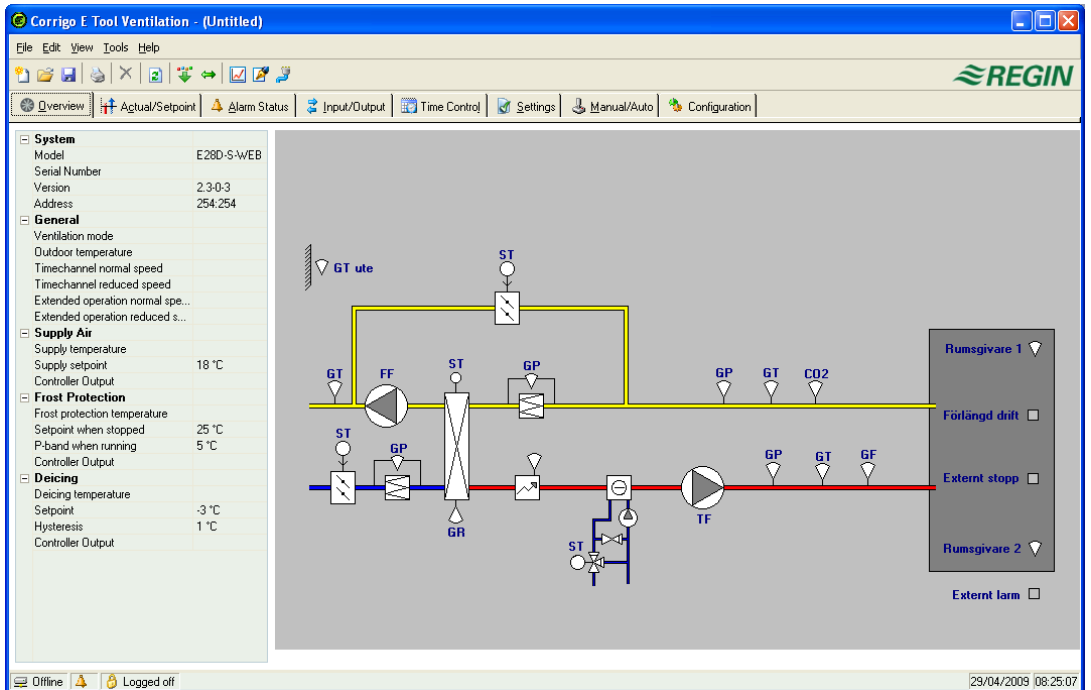 Corrigo E Tool Ventilation - (Untitled)
File Edit View Tools Help
REGIN
Overview Actual/Setpoint Alarm Status Input/Output Time Control Settings Manual/Auto Configuration
System
Model E28D-S-WEB
Serial Number
Version 2.3-0-3
Address 254:254
General
Ventilation mode
Outdoor temperature
Timechannel normal speed
Timechannel reduced speed
Extended operation normal spe...
Extended operation reduced s...
Supply Air
Supply temperature
Supply setpoint 18 °C
Controller Output
Frost Protection
Frost protection temperature
Setpoint when stopped 25 °C
P-band when running 5 °C
Controller Output
Deicing
Deicing temperature
Setpoint -3 °C
Hysteresis 1 °C
Controller Output
GT ute
ST
Rumsgivare 1
GT FF ST GP GP GT CO2
Förlängd drift
ST GP GP GT GF
Externt stopp
GR TF
ST
Rumsgivare 2
Externt larm
Offline Logged off 29/04/2009 08:25:07